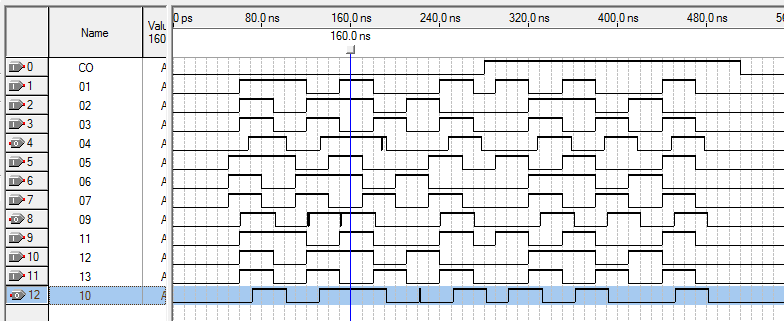 0 ps 80.0 ns 160.0 ns 240.0 ns 320.0 ns 400.0 ns 480.0 ns 56
Name Valu 160
160.0 ns
0 CO A
1 01 A
2 02 A
3 03 A
4 04 A
5 05 A
6 06 A
7 07 A
8 09 A
9 11 A
10 12 A
11 13 A
12 10 A